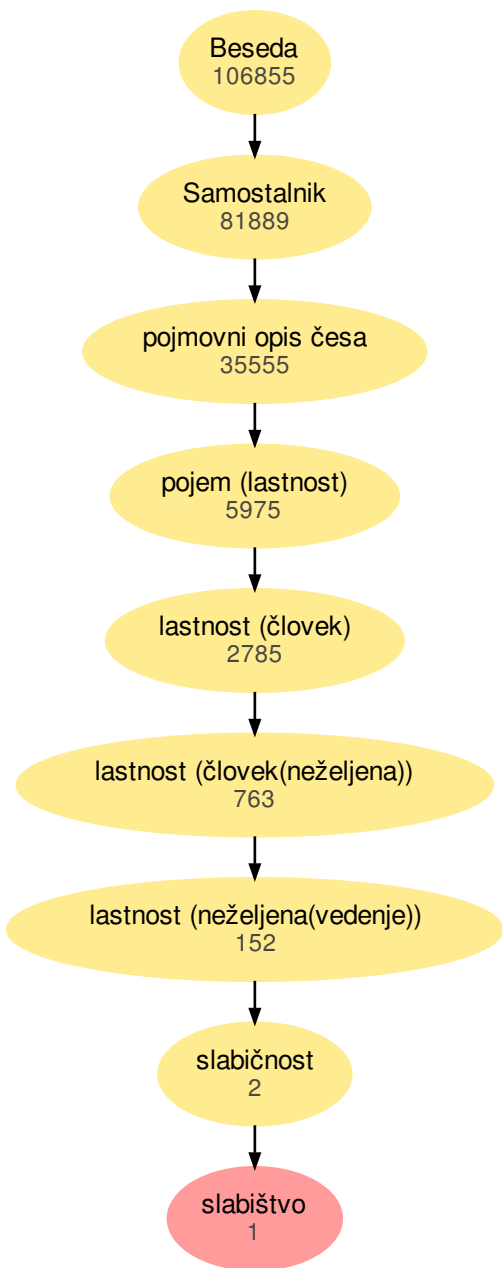 Beseda
106855
Samostalnik
81889
pojmovni opis česa
35555
pojem (lastnost)
5975
lastnost (človek)
2785
lastnost (človek(neželjena))
763
lastnost (neželjena(vedenje))
152
slabičnost
2
slabištvo
1